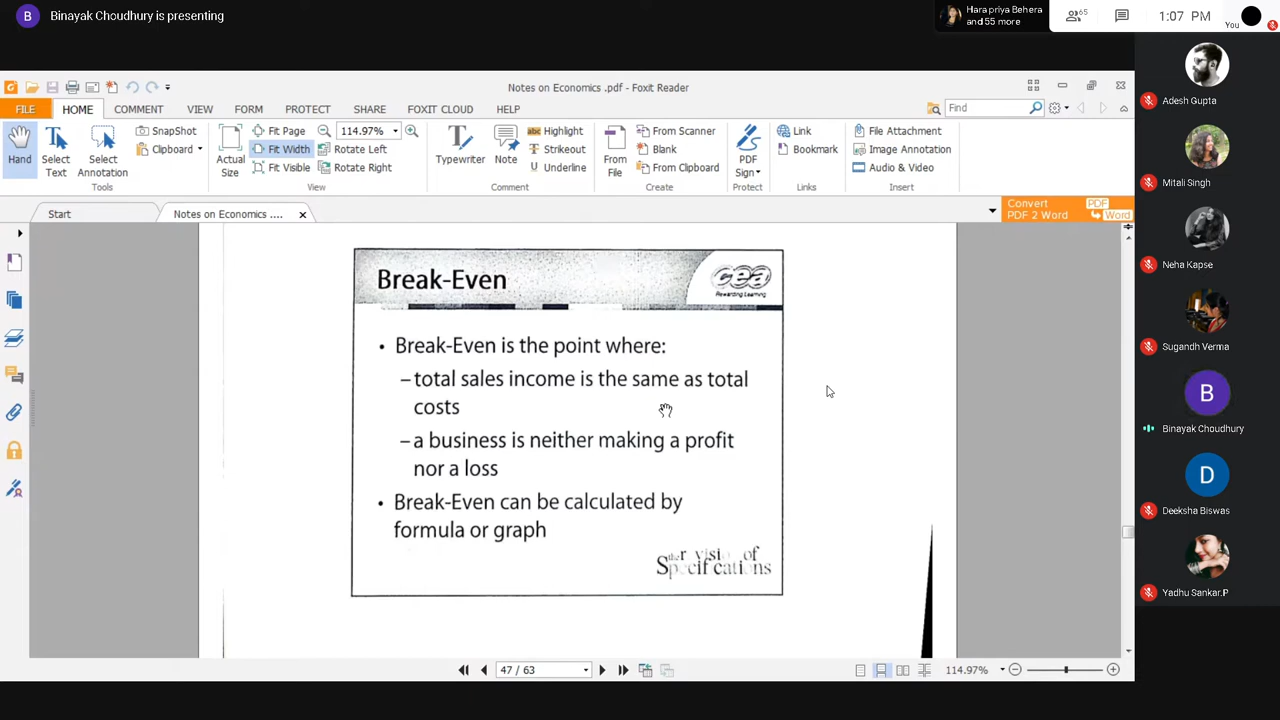 B Binayak Choudhury is presenting
Hara priya Behera
and 55 more
65
1:07 PM
You
Notes on Economics .pdf - Foxit Reader
FILE HOME COMMENT VIEW FORM PROTECT SHARE FOXIT CLOUD HELP
Find
Hand
Select
Text
Select
Annotation
SnapShot
Clipboard
Tools
Actual
Size
Fit Page
Fit Width
Fit Visible
114.97%
Rotate Left
Rotate Right
View
Typewriter
Note
Highlight
Strikeout
Underline
Comment
From
File
From Scanner
Blank
From Clipboard
Create
PDF
Sign
Protect
Link
Bookmark
Links
File Attachment
Image Annotation
Audio & Video
Insert
Start
Notes on Economics ....
Convert
PDF 2 Word
PDF
Word
Break-Even
cea
Rewarding Learning
• Break-Even is the point where:
– total sales income is the same as total
costs
– a business is neither making a profit
nor a loss
• Break-Even can be calculated by
formula or graph
Specifications
47 / 63
114.97%
Adesh Gupta
Mitali Singh
Neha Kapse
Sugandh Verma
B
Binayak Choudhury
D
Deeksha Biswas
Yadhu Sankar.P